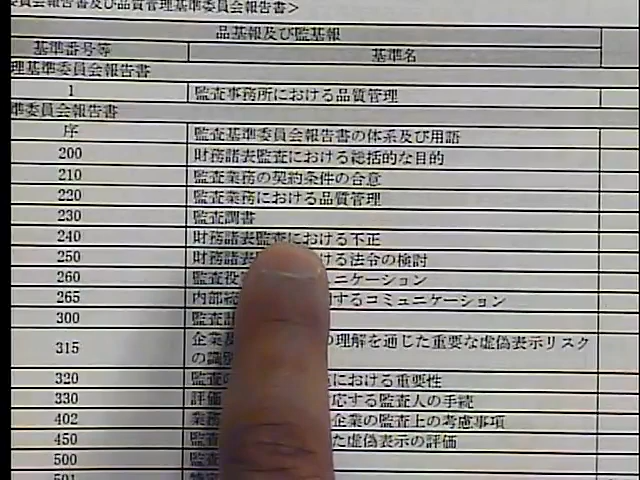 委員会報告書及び品質管理基準委員会報告書＞
品基報及び監基報
基準番号等 基準名
理基準委員会報告書
1 監査事務所における品質管理
準委員会報告書
序 監査基準委員会報告書の体系及び用語
200 財務諸表監査における総括的な目的
210 監査業務の契約条件の合意
220 監査業務における品質管理
230 監査調書
240 財務諸表監査における不正
250 財務諸表 ける法令の検討
260 監査役 ニケーション
265 内部統 するコミュニケーション
300 監査計
315 企業及 の理解を通じた重要な虚偽表示リスク
の識別
320 監査の における重要性
330 評価 応する監査人の手続
402 業務 企業の監査上の考慮事項
450 監査 た虚偽表示の評価
500 監査
501